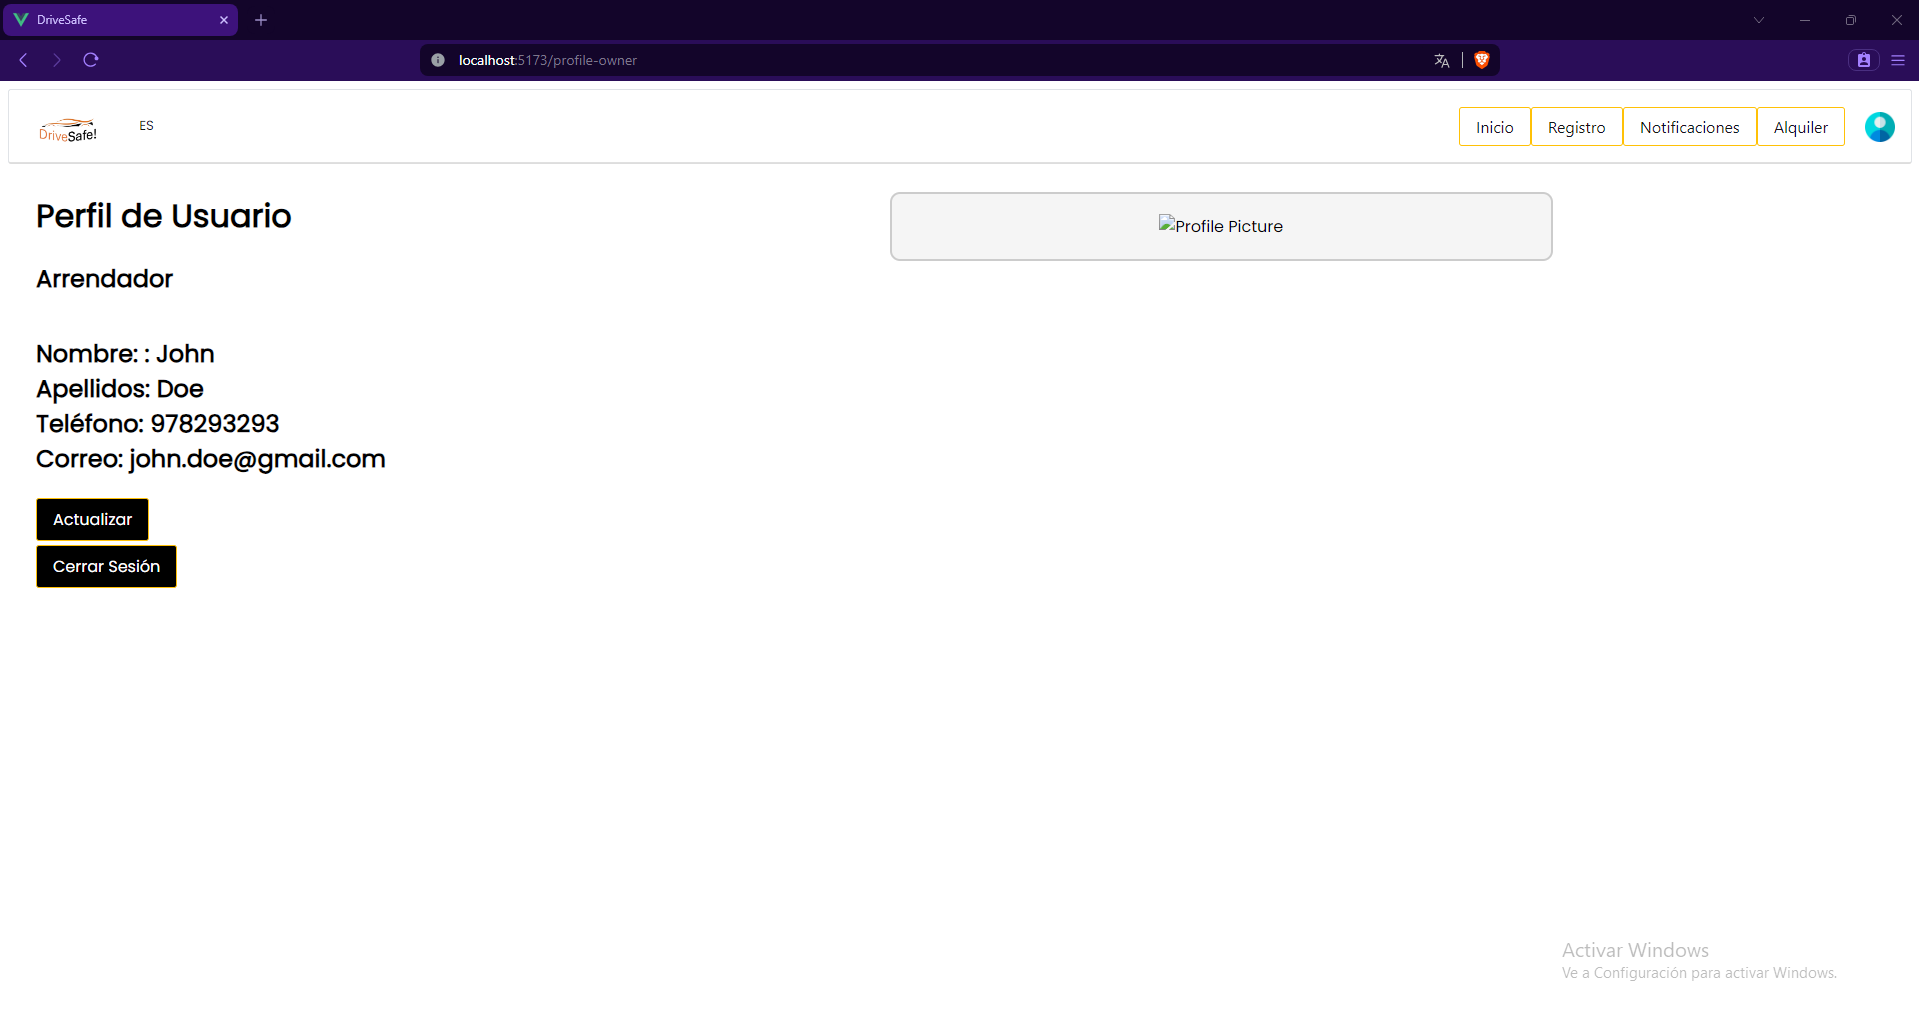 DriveSafe
localhost:5173/profile-owner
DriveSafe!
ES
Inicio
Registro
Notificaciones
Alquiler
Perfil de Usuario
Profile Picture
Arrendador
Nombre: : John
Apellidos: Doe
Teléfono: 978293293
Correo: john.doe@gmail.com
Actualizar
Cerrar Sesión
Activar Windows
Ve a Configuración para activar Windows.